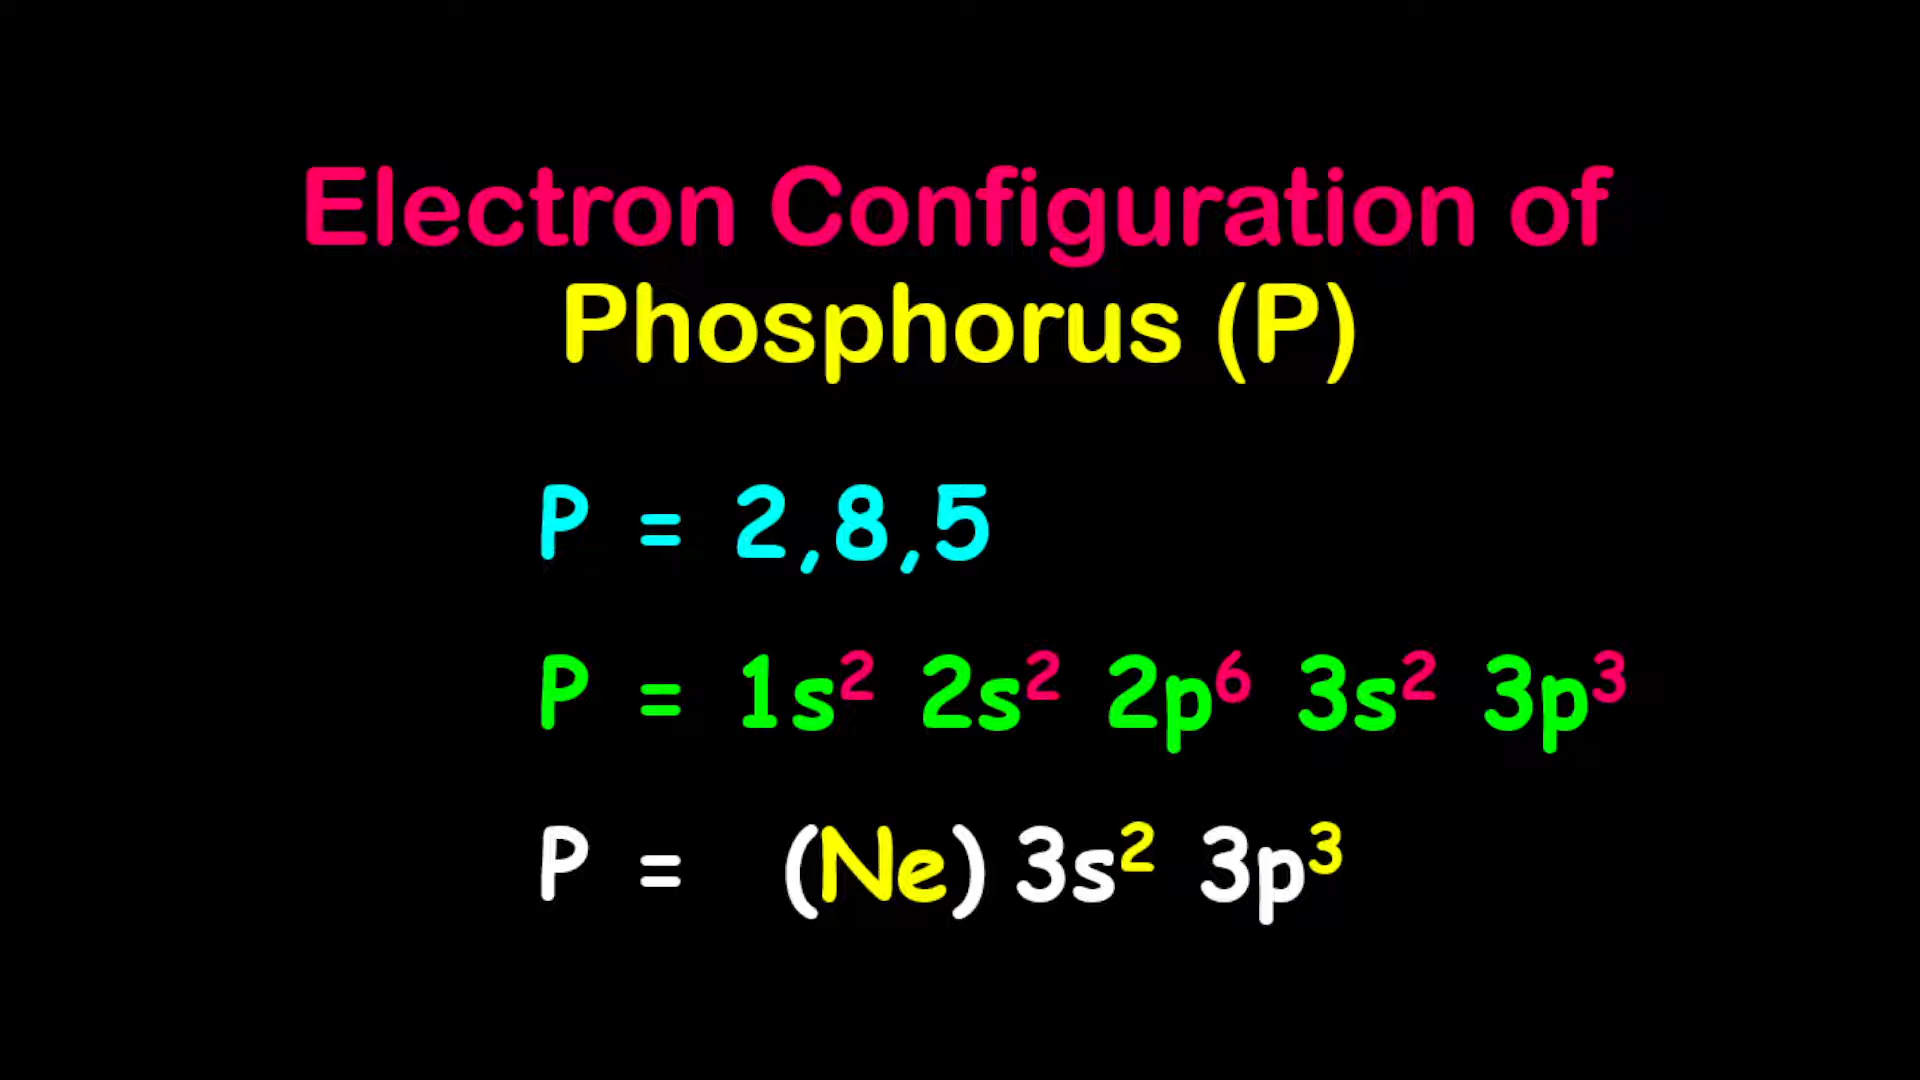 Electron Configuration of
Phosphorus (P)
P = 2,8,5
P = 1s² 2s² 2p⁶ 3s² 3p³
P = (Ne) 3s² 3p³